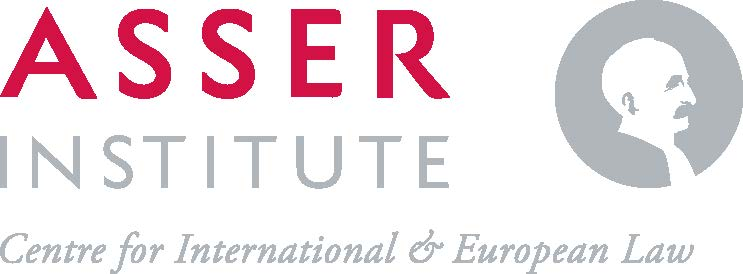 ASSER
INSTITUTE
Centre for International & European Law